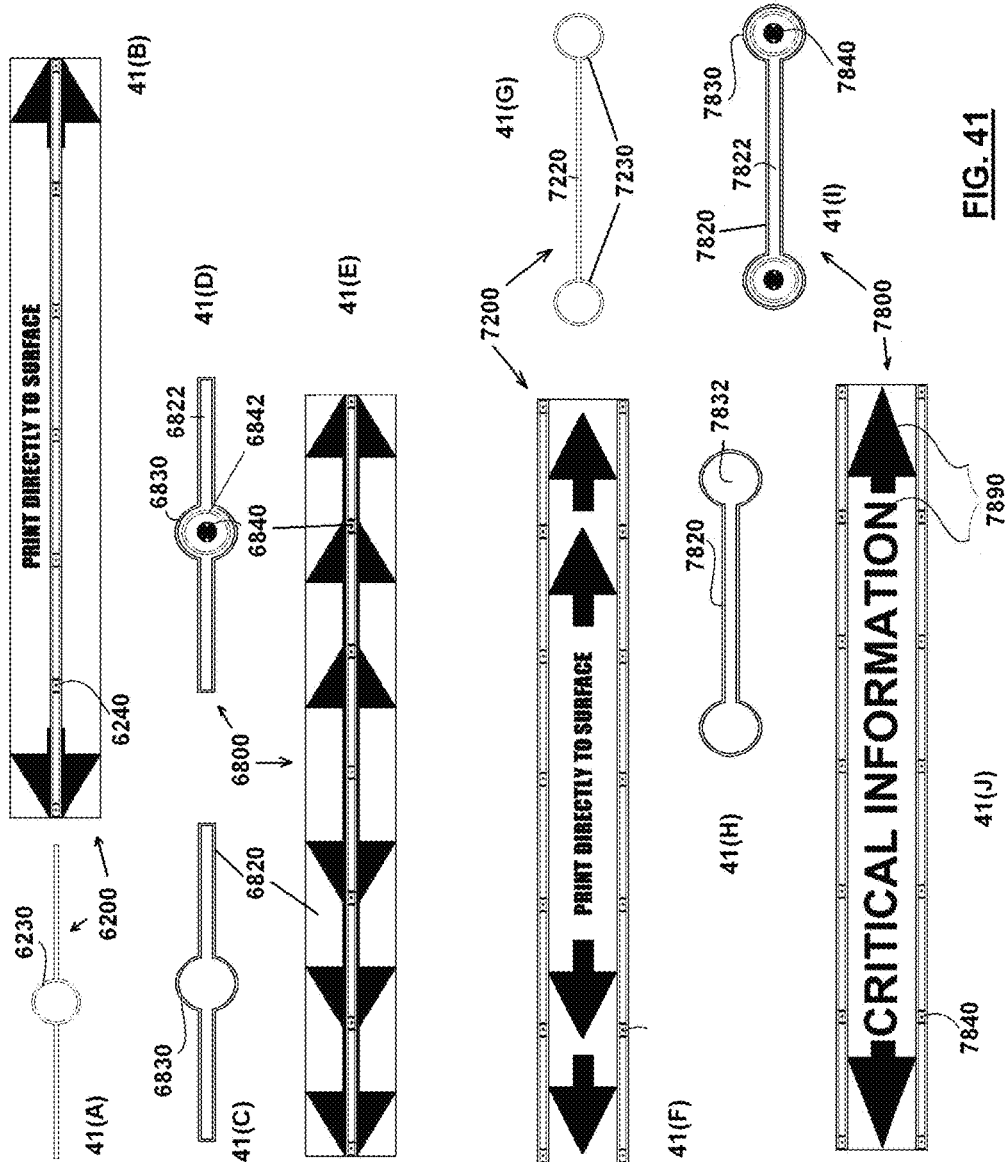 41(A)
6230
6200
41(B)
PRINT DIRECTLY TO SURFACE
6240
41(C)
6830
6820
6800
41(D)
6830
6822
6842
6840
41(E)
41(F)
PRINT DIRECTLY TO SURFACE
7200
41(G)
7220
7230
41(H)
7820
7832
41(I)
7820
7822
7830
7840
7800
41(J)
CRITICAL INFORMATION
7840
7890
FIG. 41